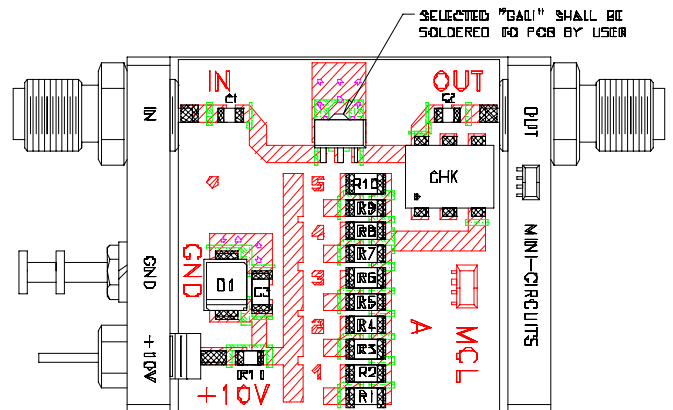 SELECTED "GALI" SHALL BE
SOLDERED TO PCB BY USER
IN
OUT
C1
C2
IN
OUT
CHK
5
R10
R9
4
R8
R7
3
R6
R5
2
R4
R3
1
R2
R1
GND
GND
D1
C3
MINI-CIRCUITS
A
MCL
+10V
R11
+10V